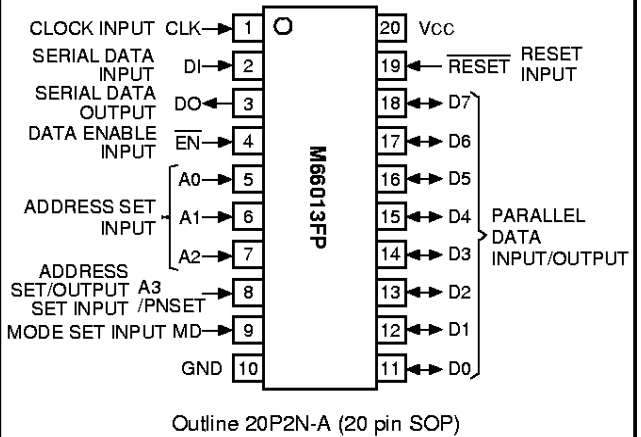 CLOCK INPUT CLK 1
SERIAL DATA
INPUT DI 2
SERIAL DATA
OUTPUT DO 3
DATA ENABLE
INPUT EN 4
ADDRESS SET
INPUT
A0 5
A1 6
A2 7
ADDRESS
SET/OUTPUT A3
SET INPUT /PNSET 8
MODE SET INPUT MD 9
GND 10
M66013FP
20 Vcc
19 RESET RESET
INPUT
18 D7
17 D6
16 D5
15 D4
14 D3
13 D2
12 D1
11 D0
PARALLEL
DATA
INPUT/OUTPUT
Outline 20P2N-A (20 pin SOP)